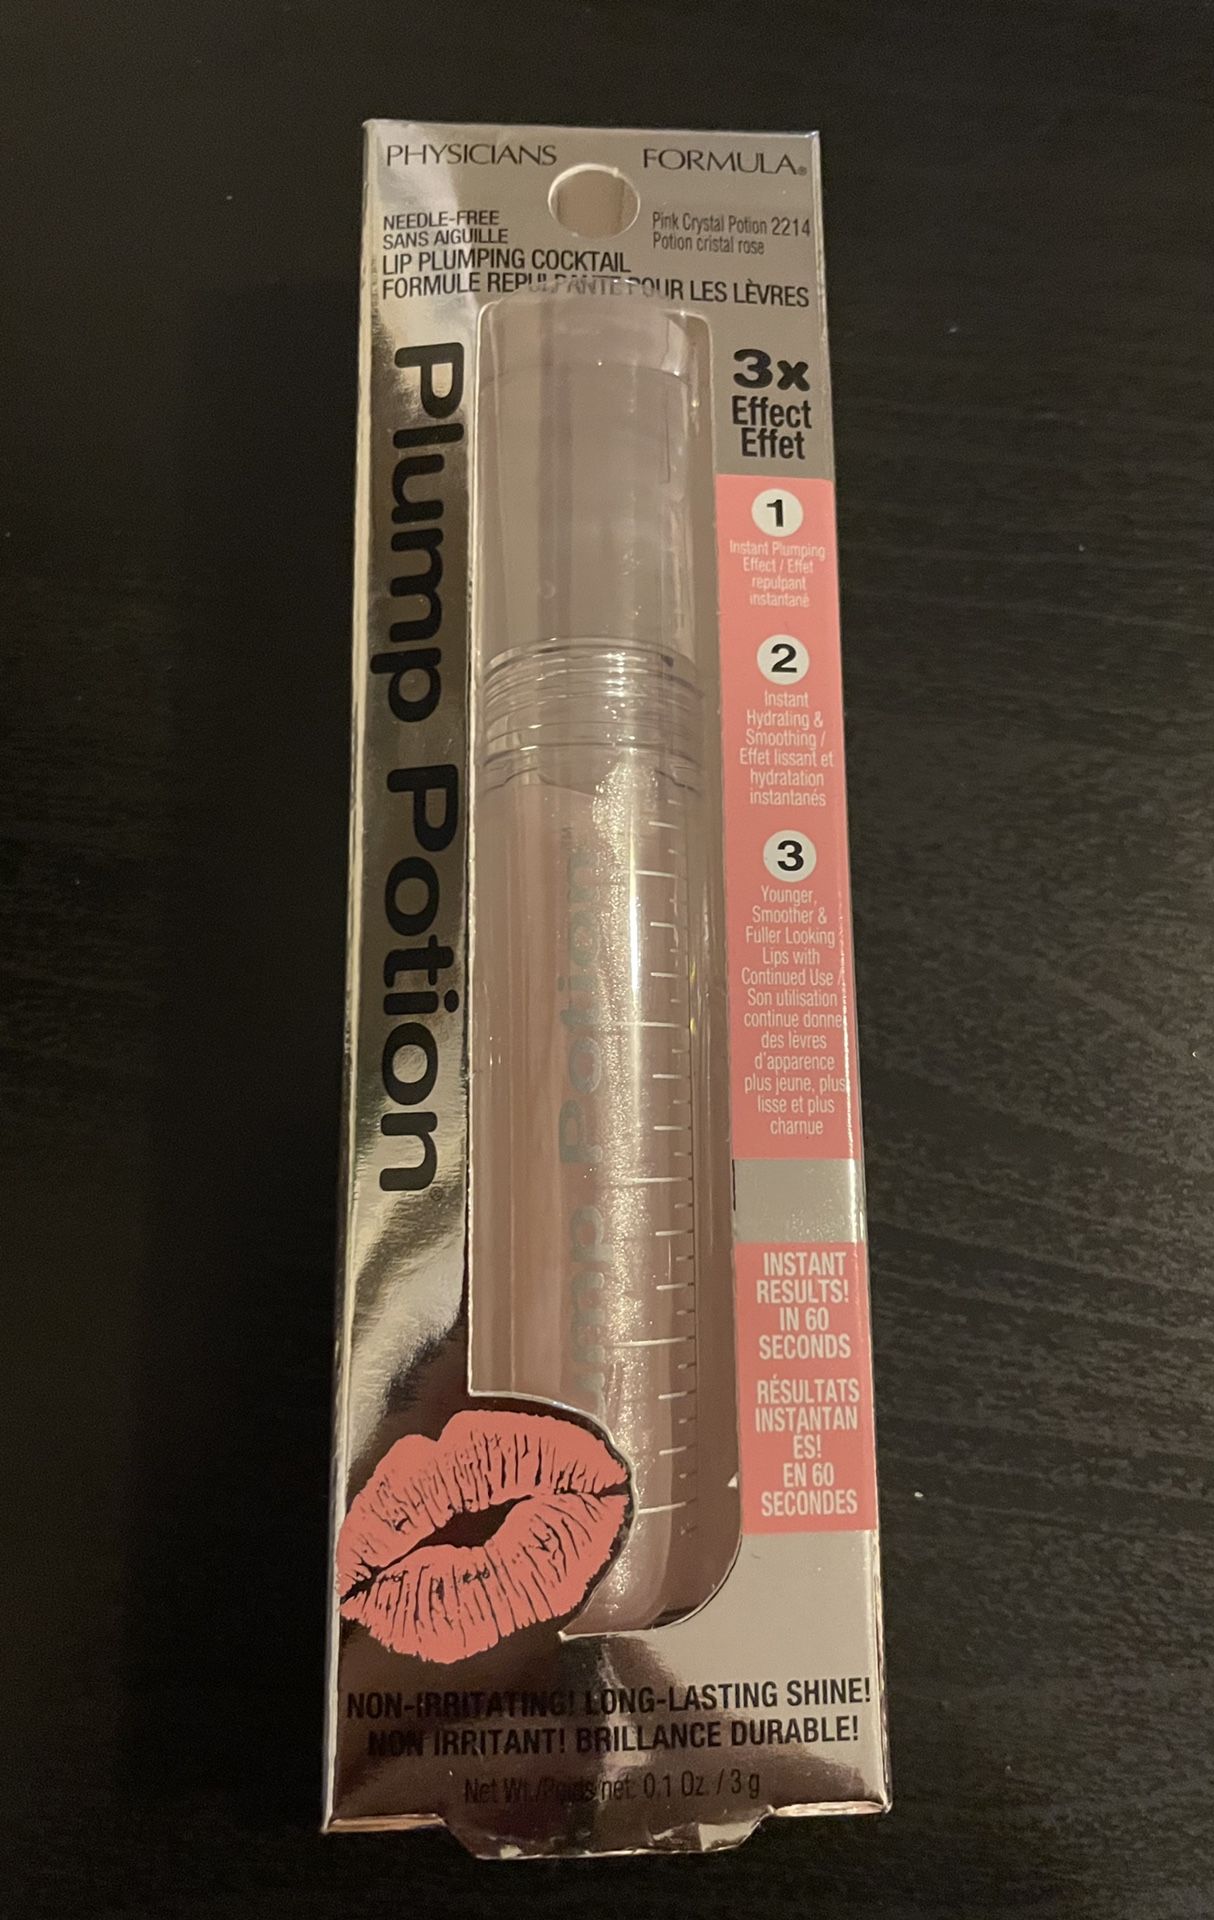 PHYSICIANS FORMULA®
NEEDLE-FREE
SANS AIGUILLE
LIP PLUMPING COCKTAIL
FORMULE REPULPANTE POUR LES LÈVRES
Pink Crystal Potion 2214
Potion cristal rose
Plump Potion®
3x
Effect
Effet
1
Instant Plumping
Effect / Effet
repulpant
instantané
2
Instant
Hydrating &
Smoothing /
Effet lissant et
hydratation
instantanés
3
Younger,
Smoother &
Fuller Looking
Lips with
Continued Use /
Son utilisation
continue donne
des lèvres
d'apparence
plus jeune, plus
lisse et plus
charnue
INSTANT
RESULTS!
IN 60
SECONDS
RÉSULTATS
INSTANTAN
ÉS!
EN 60
SECONDES
Potion™
NON-IRRITATING! LONG-LASTING SHINE!
NON IRRITANT! BRILLANCE DURABLE!
Net Wt./Poids net: 0.1 Oz. / 3 g